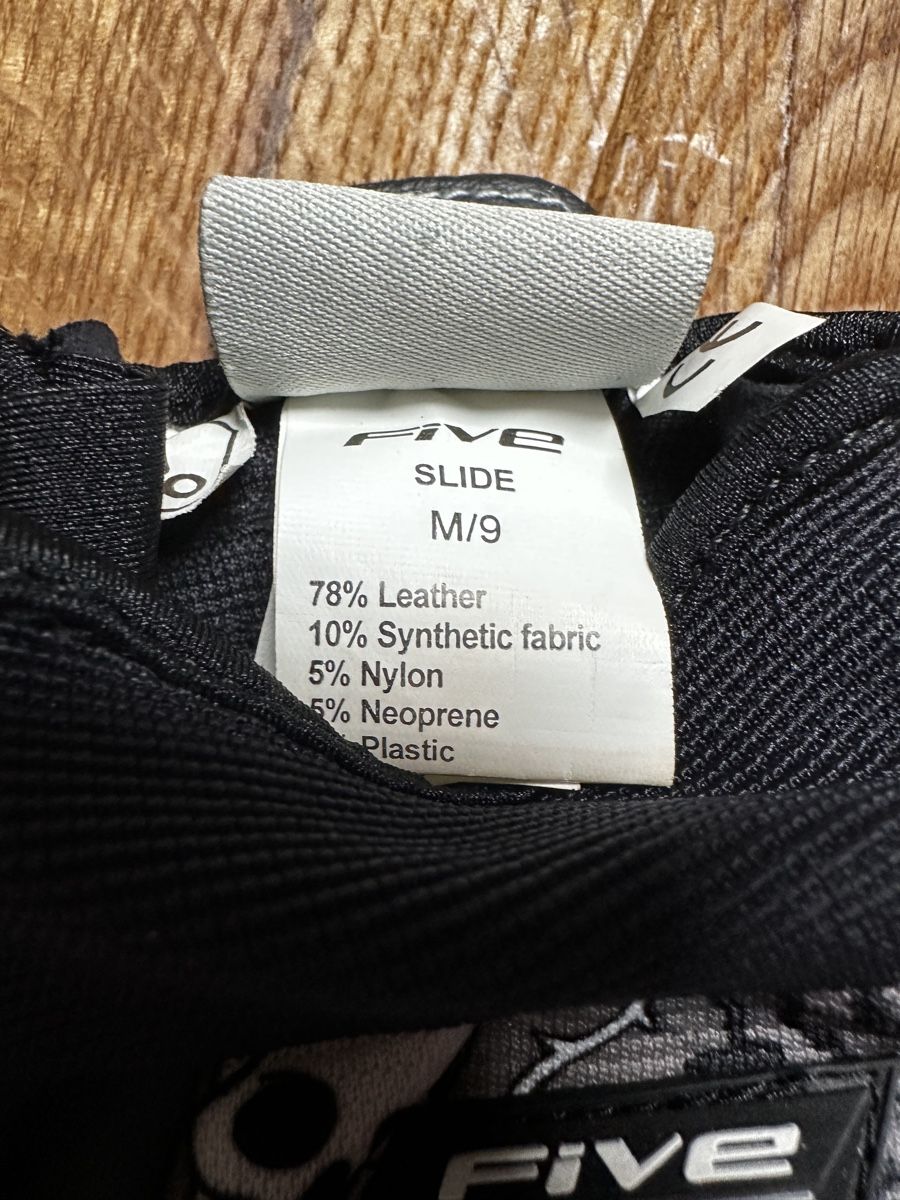 FIVE
SLIDE
M/9
78% Leather
10% Synthetic fabric
5% Nylon
5% Neoprene
% Plastic
FIVE